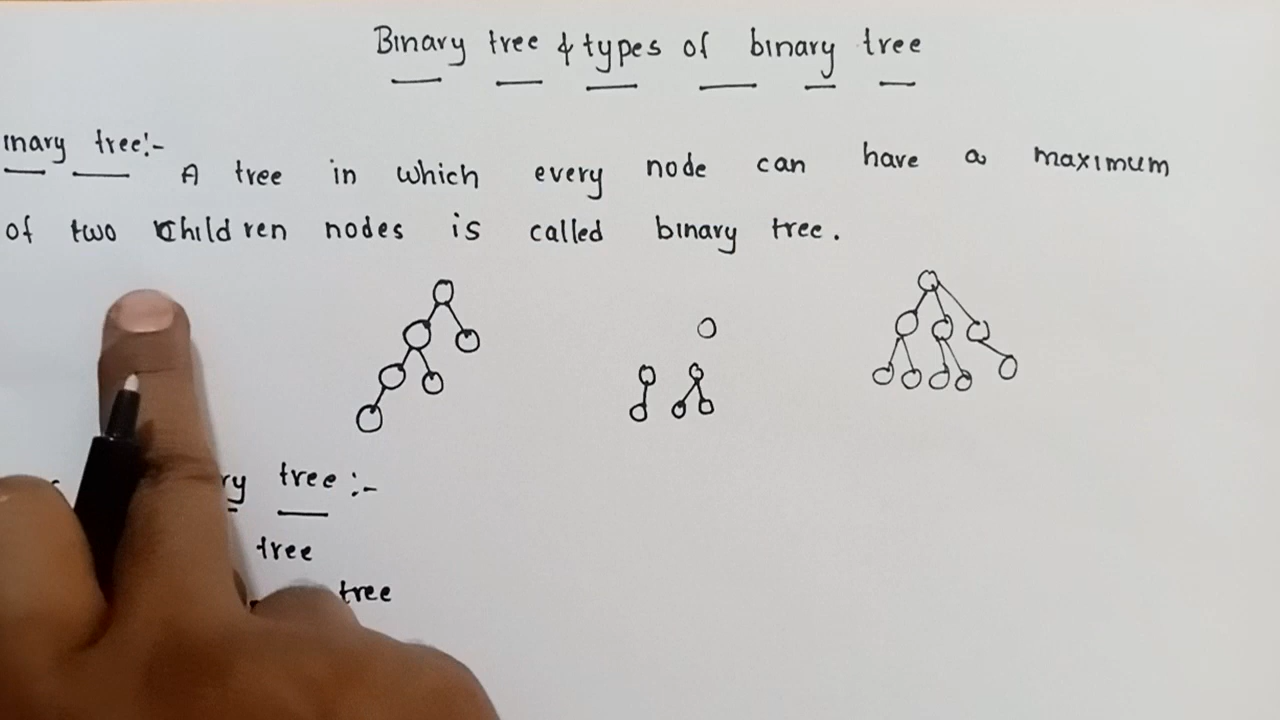 Binary tree & types of binary tree
inary tree:-
A tree in which every node can have a maximum
of two children nodes is called binary tree.
ry tree :-
tree
tree